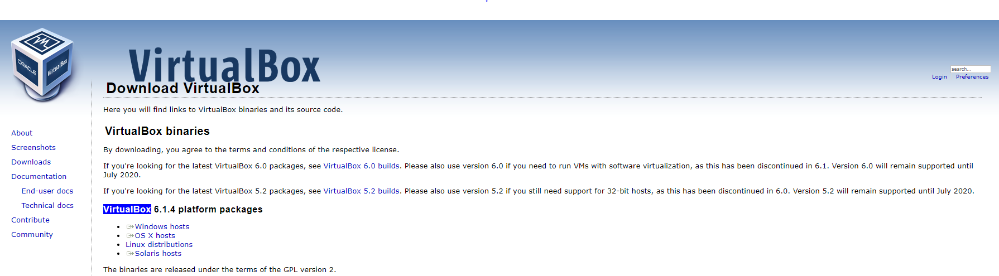 ORACLE
VirtualBox
VirtualBox
search...
Login Preferences
Download VirtualBox
Here you will find links to VirtualBox binaries and its source code.
About
Screenshots
Downloads
Documentation
End-user docs
Technical docs
Contribute
Community
VirtualBox binaries
By downloading, you agree to the terms and conditions of the respective license.
If you're looking for the latest VirtualBox 6.0 packages, see VirtualBox 6.0 builds. Please also use version 6.0 if you need to run VMs with software virtualization, as this has been discontinued in 6.1. Version 6.0 will remain supported until
July 2020.
If you're looking for the latest VirtualBox 5.2 packages, see VirtualBox 5.2 builds. Please also use version 5.2 if you still need support for 32-bit hosts, as this has been discontinued in 6.0. Version 5.2 will remain supported until July 2020.
VirtualBox 6.1.4 platform packages
Windows hosts
OS X hosts
Linux distributions
Solaris hosts
The binaries are released under the terms of the GPL version 2.